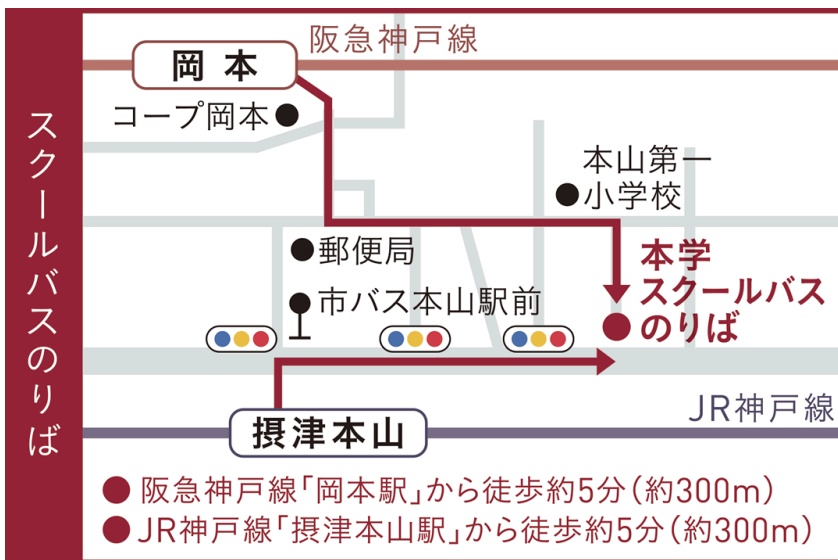 スクールバスのりば
阪急神戸線
岡本
コープ岡本
本山第一
小学校
郵便局
市バス本山駅前
本学
スクールバス
のりば
JR神戸線
摂津本山
阪急神戸線「岡本駅」から徒歩約5分（約300m）
JR神戸線「摂津本山駅」から徒歩約5分（約300m）